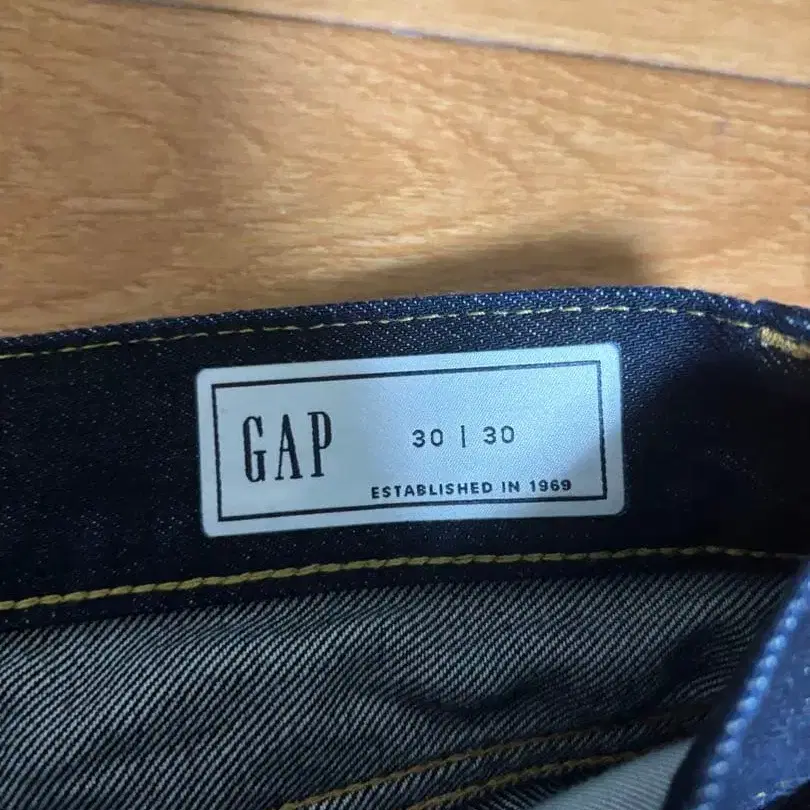 GAP
30 | 30
ESTABLISHED IN 1969